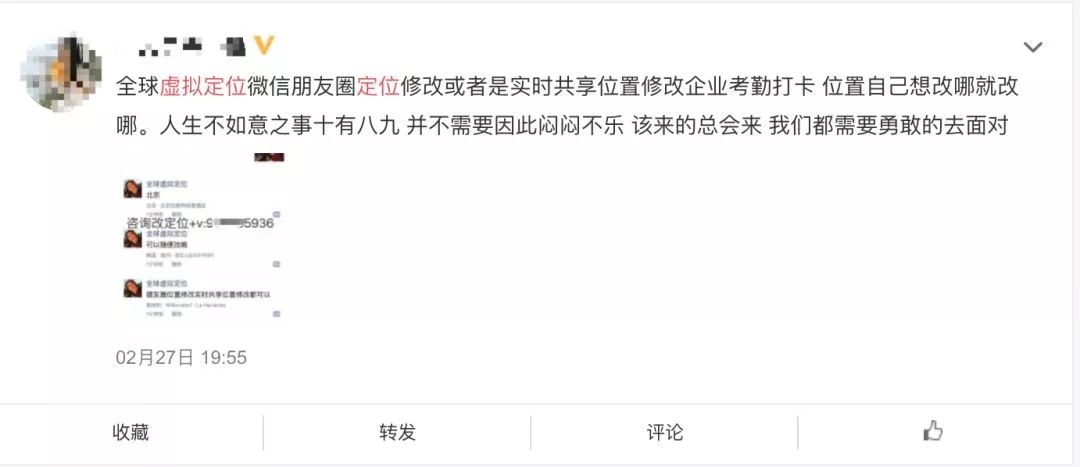 全球虚拟定位微信朋友圈定位修改或者是实时共享位置修改企业考勤打卡 位置自己想改哪就改
哪。人生不如意之事十有八九 并不需要因此闷闷不乐 该来的总会来 我们都需要勇敢的去面对
全球虚拟定位
北京
咨询改定位+v:9 5936
全球虚拟定位
可以随便改哦
全球虚拟定位
朋友圈位置修改实时共享位置修改都可以
02月27日 19:55
收藏 转发 评论